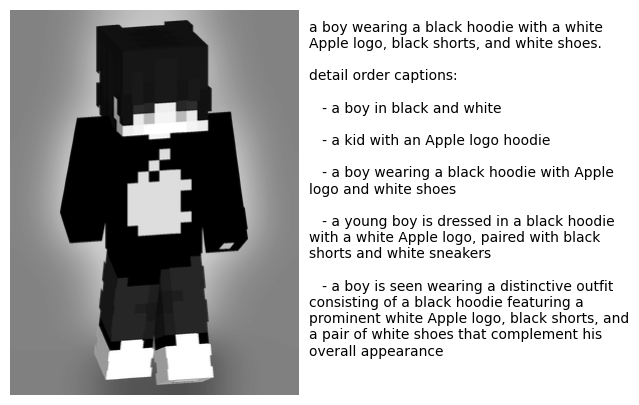 a boy wearing a black hoodie with a white
Apple logo, black shorts, and white shoes.
detail order captions:
- a boy in black and white
- a kid with an Apple logo hoodie
- a boy wearing a black hoodie with Apple
logo and white shoes
- a young boy is dressed in a black hoodie
with a white Apple logo, paired with black
shorts and white sneakers
- a boy is seen wearing a distinctive outfit
consisting of a black hoodie featuring a
prominent white Apple logo, black shorts, and
a pair of white shoes that complement his
overall appearance